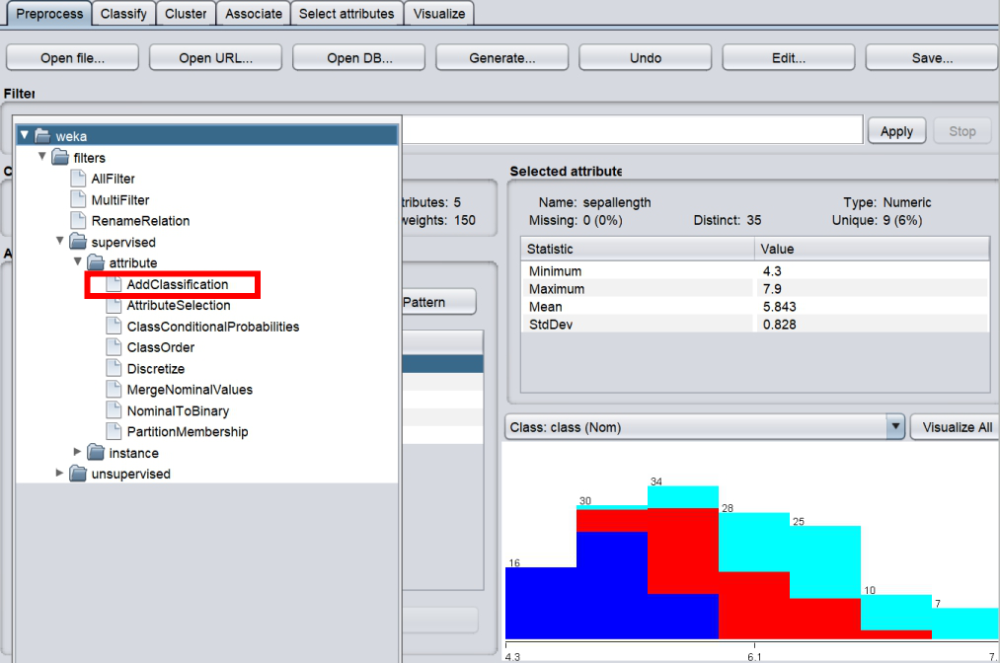 Preprocess Classify Cluster Associate Select attributes Visualize
Open file... Open URL... Open DB... Generate... Undo Edit... Save...
Filter
Apply Stop
weka
filters
AllFilter
MultiFilter
RenameRelation
supervised
attribute
AddClassification
AttributeSelection
ClassConditionalProbabilities
ClassOrder
Discretize
MergeNominalValues
NominalToBinary
PartitionMembership
instance
unsupervised
tributes: 5
weights: 150
Pattern
Selected attribute
Name: sepallength Type: Numeric
Missing: 0 (0%) Distinct: 35 Unique: 9 (6%)
Statistic Value
Minimum 4.3
Maximum 7.9
Mean 5.843
StdDev 0.828
Class: class (Nom) Visualize All
16 30 34 28 25 10 7
4.3 6.1 7.